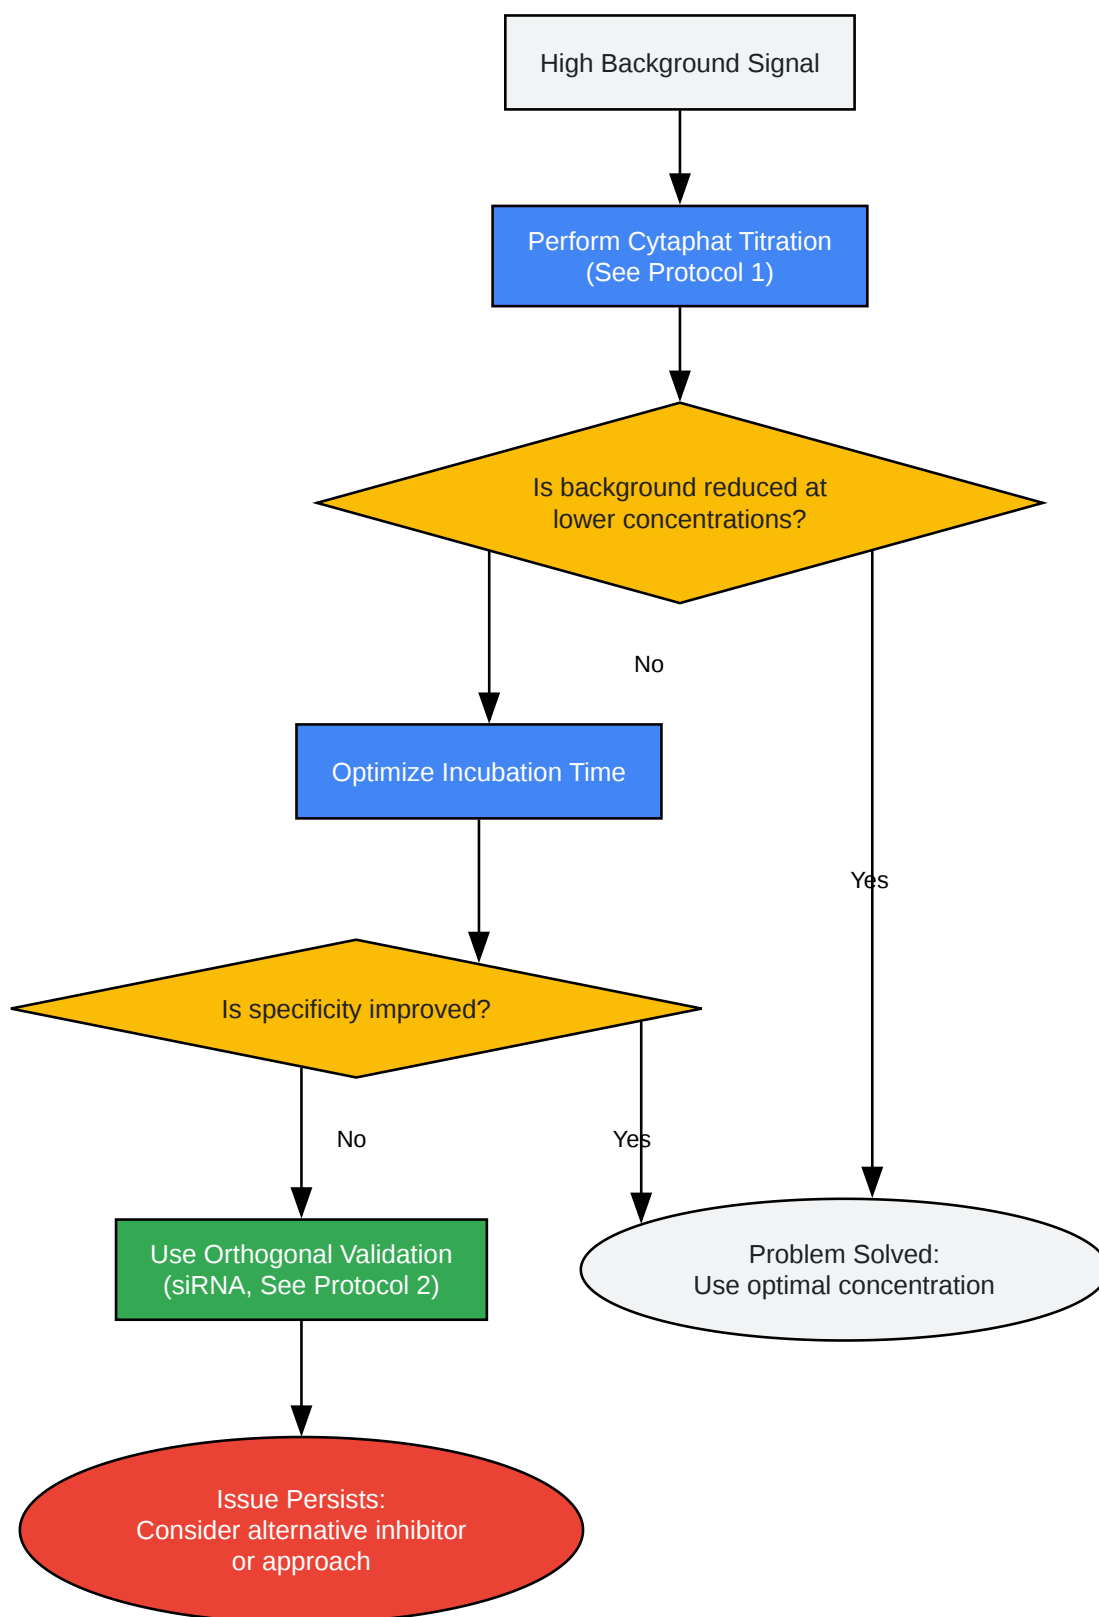 High Background Signal
Perform Cytaphat Titration
(See Protocol 1)
Is background reduced at
lower concentrations?
No
Optimize Incubation Time
Yes
Is specificity improved?
No
Yes
Use Orthogonal Validation
(siRNA, See Protocol 2)
Problem Solved:
Use optimal concentration
Issue Persists:
Consider alternative inhibitor
or approach